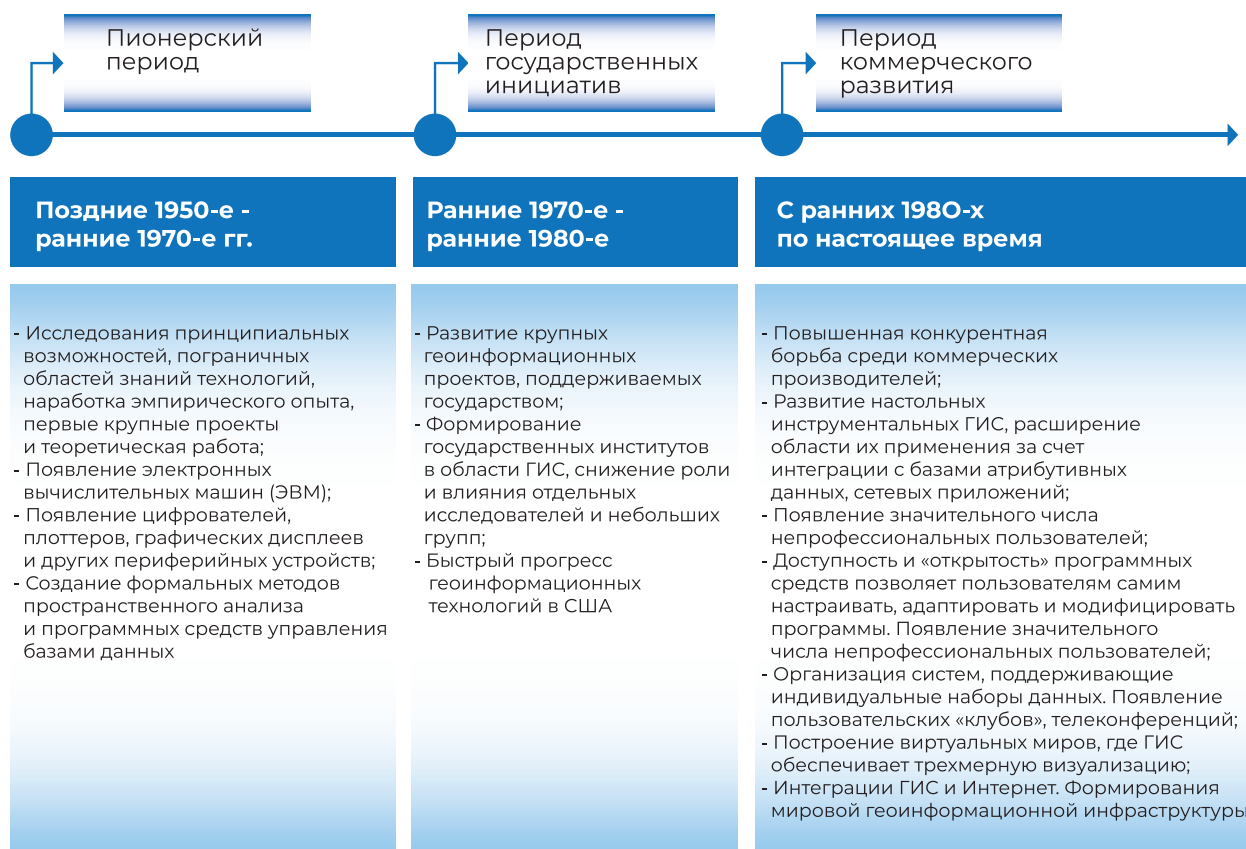 Пионерский
период
Период
государственных
инициатив
Период
коммерческого
развития
Поздние 1950-е -
ранние 1970-е гг.
Ранние 1970-е -
ранние 1980-е
С ранних 198О-х
по настоящее время
- Исследования принципиальных
возможностей, пограничных
областей знаний технологий,
наработка эмпирического опыта,
первые крупные проекты
и теоретическая работа;
- Появление электронных
вычислительных машин (ЭВМ);
- Появление цифрователей,
плоттеров, графических дисплеев
и других периферийных устройств;
- Создание формальных методов
пространственного анализа
и программных средств управления
базами данных
- Развитие крупных
геоинформационных
проектов, поддерживаемых
государством;
- Формирование
государственных институтов
в области ГИС, снижение роли
и влияния отдельных
исследователей и небольших
групп;
- Быстрый прогресс
геоинформационных
технологий в США
- Повышенная конкурентная
борьба среди коммерческих
производителей;
- Развитие настольных
инструментальных ГИС, расширение
области их применения за счет
интеграции с базами атрибутивных
данных, сетевых приложений;
- Появление значительного числа
непрофессиональных пользователей;
- Доступность и «открытость» программных
средств позволяет пользователям самим
настраивать, адаптировать и модифицировать
программы. Появление значительного
числа непрофессиональных пользователей;
- Организация систем, поддерживающие
индивидуальные наборы данных. Появление
пользовательских «клубов», телеконференций;
- Построение виртуальных миров, где ГИС
обеспечивает трехмерную визуализацию;
- Интеграции ГИС и Интернет. Формирования
мировой геоинформационной инфраструктуры